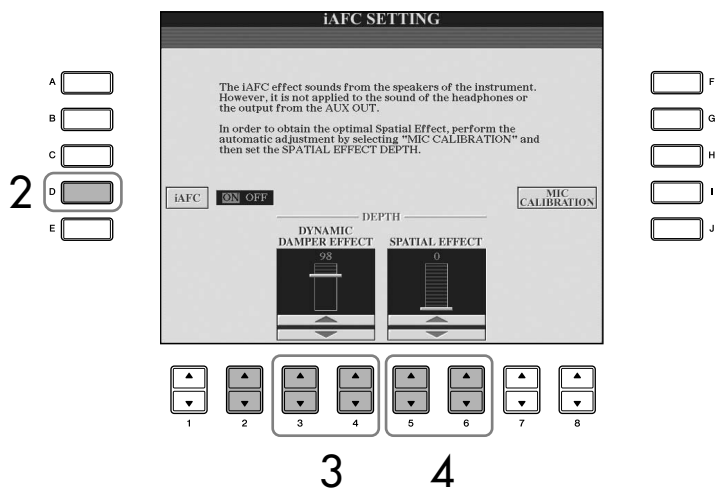 iAFC SETTING
A
B
C
2 D
E
F
G
H
I
J
The iAFC effect sounds from the speakers of the instrument.
However, it is not applied to the sound of the headphones or
the output from the AUX OUT.
In order to obtain the optimal Spatial Effect, perform the
automatic adjustment by selecting "MIC CALIBRATION" and
then set the SPATIAL EFFECT DEPTH.
iAFC ON OFF
MIC
CALIBRATION
DEPTH
DYNAMIC
DAMPER EFFECT
SPATIAL EFFECT
98
0
1 2 3 4 5 6 7 8
3 4